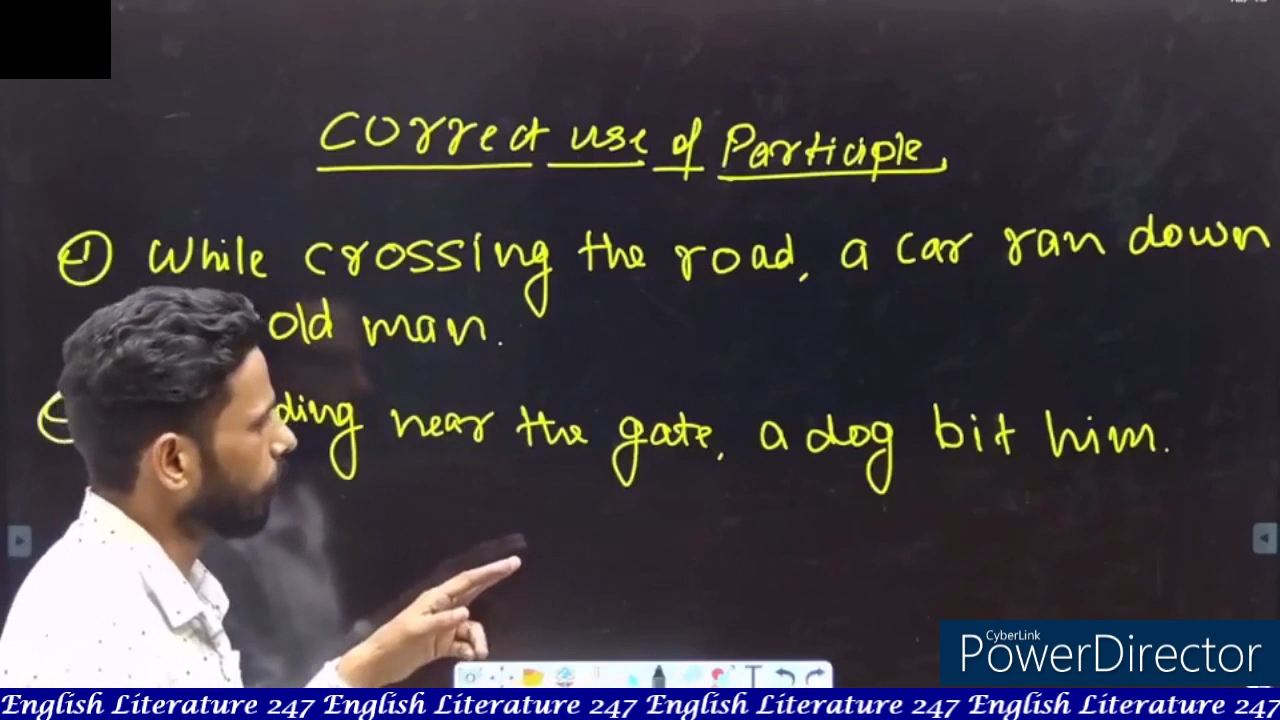 Correct use of Participle.
1 While crossing the road, a car ran down
old man.
ding near the gate, a dog bit him.
CyberLink
PowerDirector
English Literature 247 English Literature 247 English Literature 247 English Literature 247